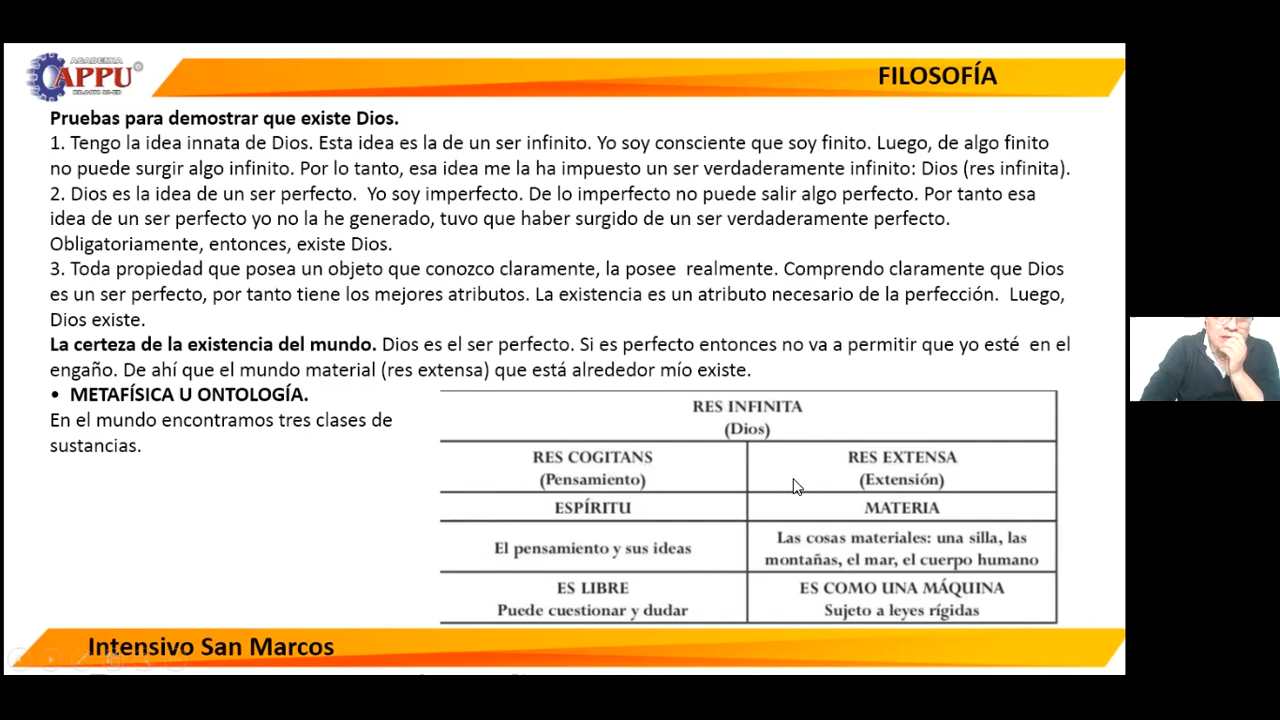 ACADEMIA
APPU
FILOSOFÍA
Pruebas para demostrar que existe Dios.
1. Tengo la idea innata de Dios. Esta idea es la de un ser infinito. Yo soy consciente que soy finito. Luego, de algo finito
no puede surgir algo infinito. Por lo tanto, esa idea me la ha impuesto un ser verdaderamente infinito: Dios (res infinita).
2. Dios es la idea de un ser perfecto. Yo soy imperfecto. De lo imperfecto no puede salir algo perfecto. Por tanto esa
idea de un ser perfecto yo no la he generado, tuvo que haber surgido de un ser verdaderamente perfecto.
Obligatoriamente, entonces, existe Dios.
3. Toda propiedad que posea un objeto que conozco claramente, la posee realmente. Comprendo claramente que Dios
es un ser perfecto, por tanto tiene los mejores atributos. La existencia es un atributo necesario de la perfección. Luego,
Dios existe.
La certeza de la existencia del mundo. Dios es el ser perfecto. Si es perfecto entonces no va a permitir que yo esté en el
engaño. De ahí que el mundo material (res extensa) que está alrededor mío existe.
• METAFÍSICA U ONTOLOGÍA.
En el mundo encontramos tres clases de
sustancias.
RES INFINITA
(Dios)
RES COGITANS
(Pensamiento)
RES EXTENSA
(Extensión)
ESPÍRITU
MATERIA
El pensamiento y sus ideas
Las cosas materiales: una silla, las
montañas, el mar, el cuerpo humano
ES LIBRE
Puede cuestionar y dudar
ES COMO UNA MÁQUINA
Sujeto a leyes rígidas
Intensivo San Marcos